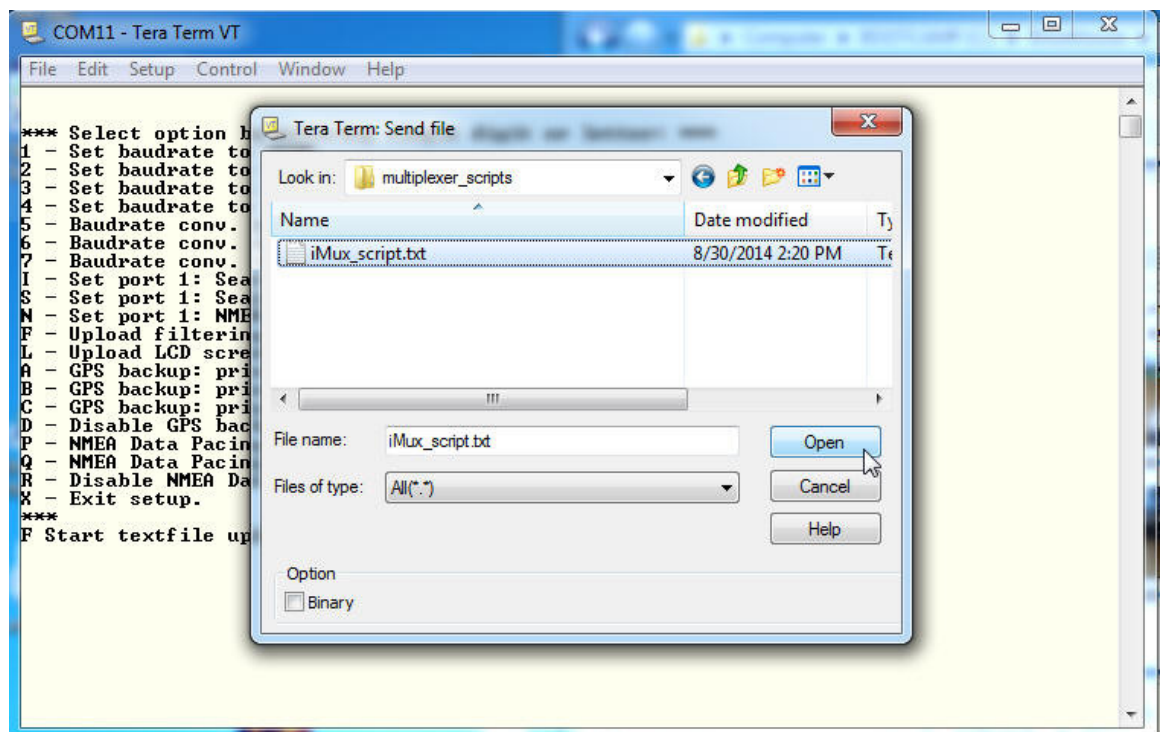 COM11 - Tera Term VT
File Edit Setup Control Window Help
*** Select option b
1 - Set baudrate to
2 - Set baudrate to
3 - Set baudrate to
4 - Set baudrate to
5 - Baudrate conv.
6 - Baudrate conv.
7 - Baudrate conv.
I - Set port 1: Sea
S - Set port 1: Sea
N - Set port 1: NME
F - Upload filterin
L - Upload LCD scre
A - GPS backup: pri
B - GPS backup: pri
C - GPS backup: pri
D - Disable GPS bac
P - NMEA Data Pacin
Q - NMEA Data Pacin
R - Disable NMEA Da
X - Exit setup.
***
F Start textfile up
Tera Term: Send file
Look in: multiplexer_scripts
Name Date modified Ty
iMux_script.txt 8/30/2014 2:20 PM Te
File name: iMux_script.txt Open
Files of type: All(*.*) Cancel
Help
Option
Binary